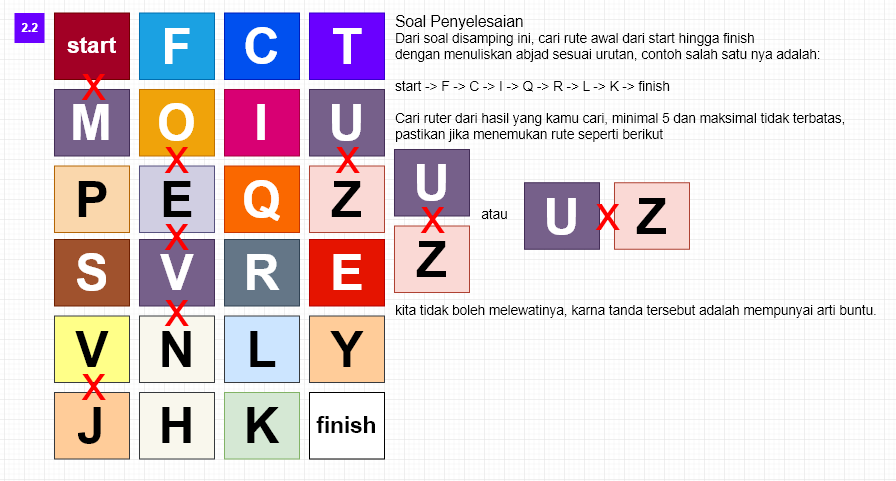 2.2
start F C T
M O I U
P E Q Z
S V R E
V N L Y
J H K finish
X
X
X
X
X
X
Soal Penyelesaian
Dari soal disamping ini, cari rute awal dari start hingga finish
dengan menuliskan abjad sesuai urutan, contoh salah satu nya adalah:
start -> F -> C -> I -> Q -> R -> L -> K -> finish
Cari ruter dari hasil yang kamu cari, minimal 5 dan maksimal tidak terbatas,
pastikan jika menemukan rute seperti berikut
U
X
Z
atau
U X Z
kita tidak boleh melewatinya, karna tanda tersebut adalah mempunyai arti buntu.